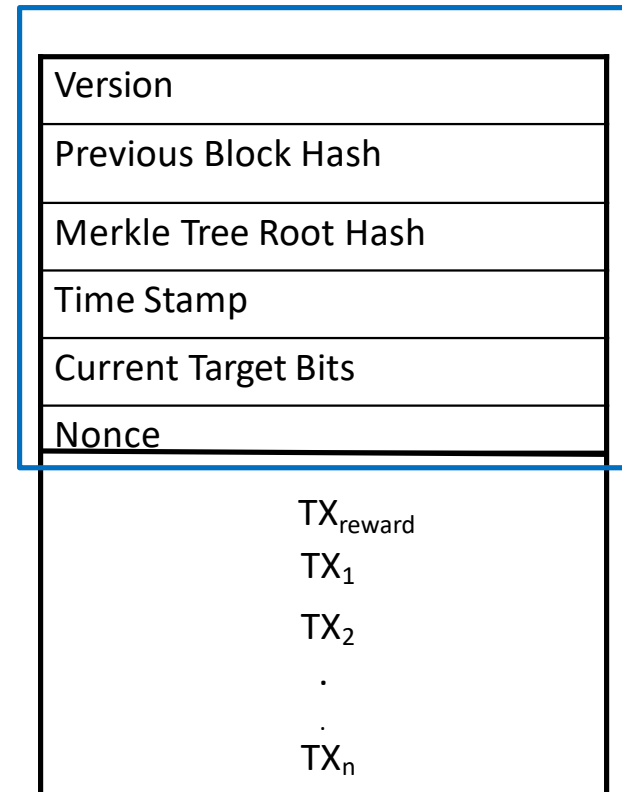 Version
Previous Block Hash
Merkle Tree Root Hash
Time Stamp
Current Target Bits
Nonce
TXreward
TX1
TX2
.
.
TXn